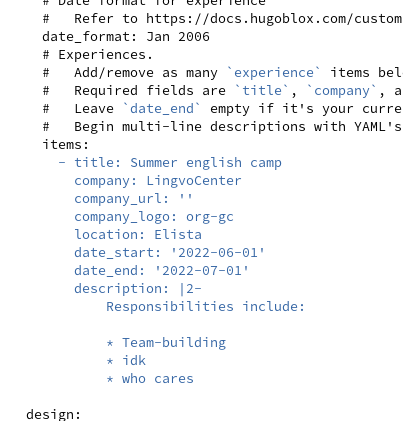 # Date format for experience
#   Refer to https://docs.hugoblox.com/custom
date_format: Jan 2006
# Experiences.
#   Add/remove as many `experience` items bel
#   Required fields are `title`, `company`, a
#   Leave `date_end` empty if it's your curre
#   Begin multi-line descriptions with YAML's
items:
  - title: Summer english camp
    company: LingvoCenter
    company_url: ''
    company_logo: org-gc
    location: Elista
    date_start: '2022-06-01'
    date_end: '2022-07-01'
    description: |2-
        Responsibilities include:

        * Team-building
        * idk
        * who cares

design: